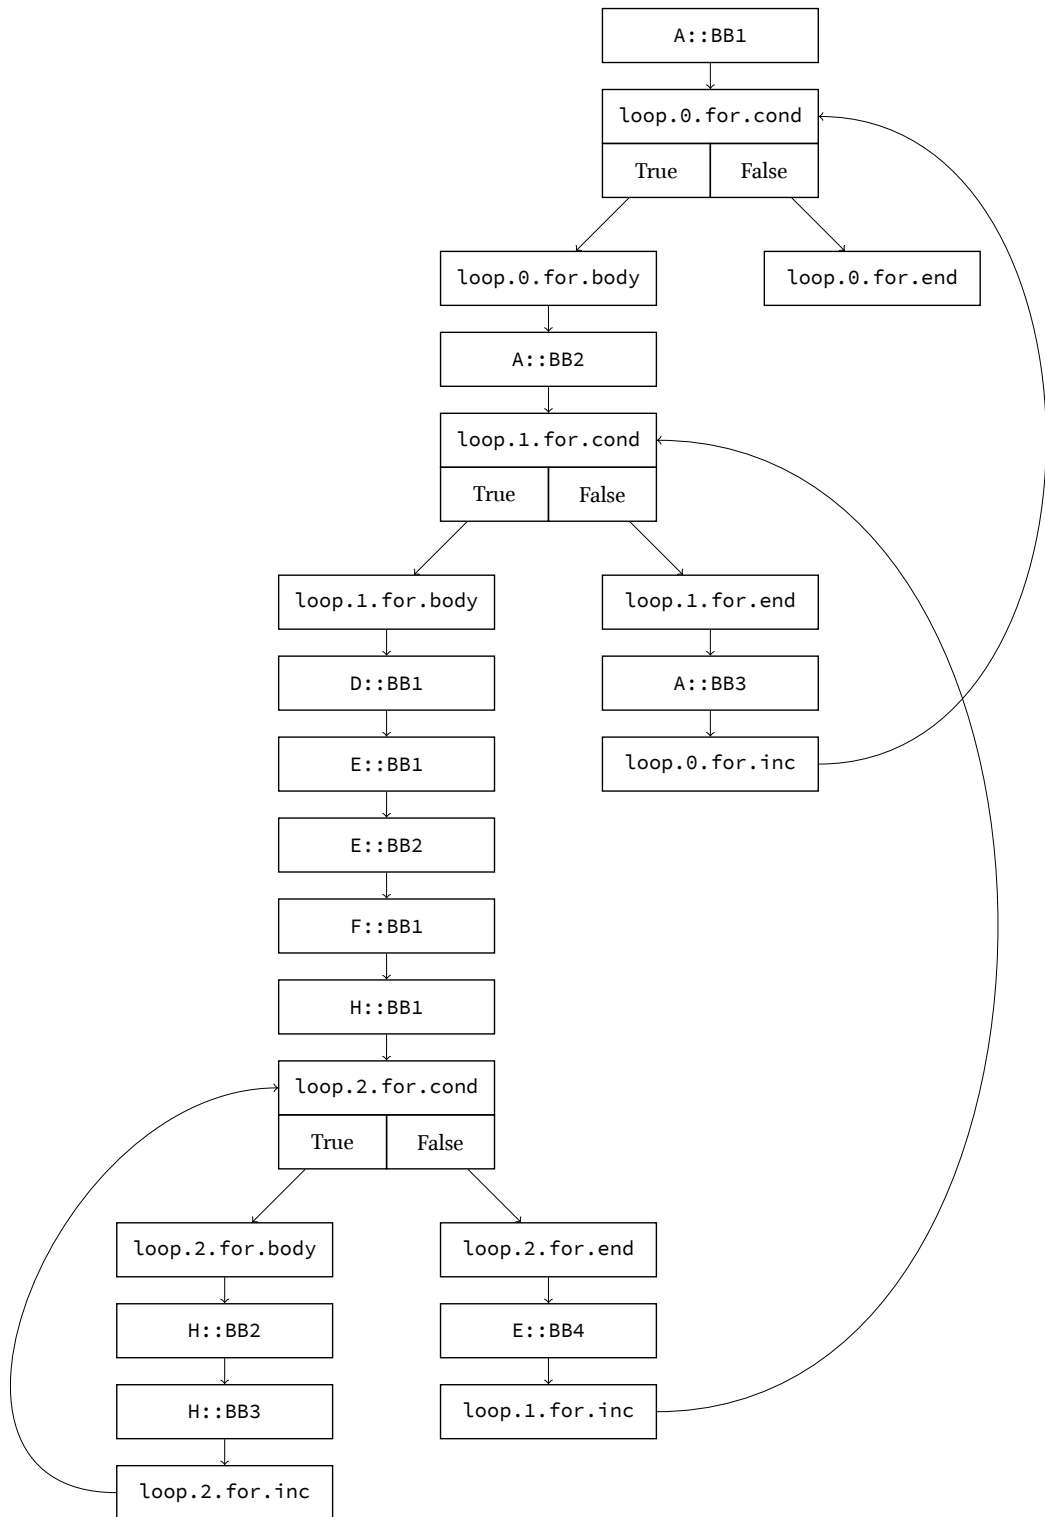 A::BB1
loop.0.for.cond
True False
loop.0.for.body loop.0.for.end
A::BB2
loop.1.for.cond
True False
loop.1.for.body loop.1.for.end
D::BB1 A::BB3
E::BB1 loop.0.for.inc
E::BB2
F::BB1
H::BB1
loop.2.for.cond
True False
loop.2.for.body loop.2.for.end
H::BB2 E::BB4
H::BB3 loop.1.for.inc
loop.2.for.inc